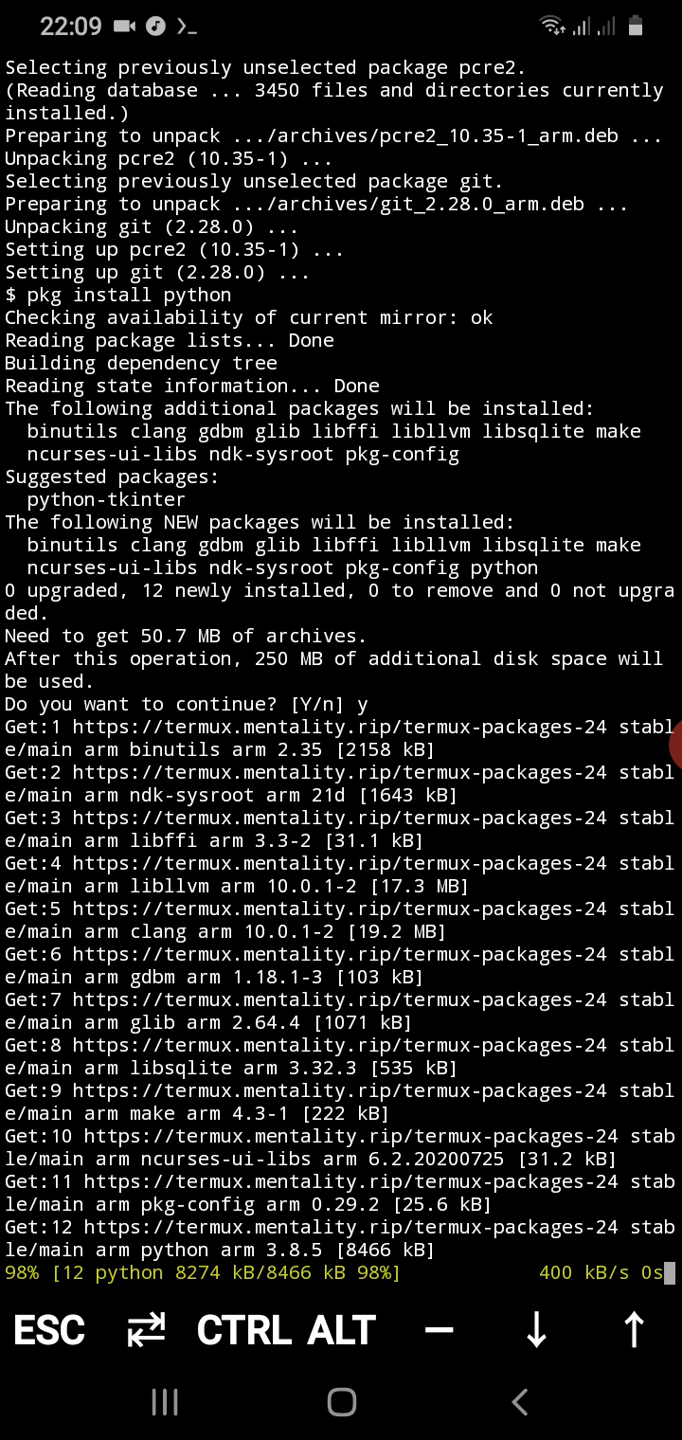 22:09
Selecting previously unselected package pcre2.
(Reading database ... 3450 files and directories currently
installed.)
Preparing to unpack .../archives/pcre2_10.35-1_arm.deb ...
Unpacking pcre2 (10.35-1) ...
Selecting previously unselected package git.
Preparing to unpack .../archives/git_2.28.0_arm.deb ...
Unpacking git (2.28.0) ...
Setting up pcre2 (10.35-1) ...
Setting up git (2.28.0) ...
$ pkg install python
Checking availability of current mirror: ok
Reading package lists... Done
Building dependency tree
Reading state information... Done
The following additional packages will be installed:
  binutils clang gdbm glib libffi libllvm libsqlite make
  ncurses-ui-libs ndk-sysroot pkg-config
Suggested packages:
  python-tkinter
The following NEW packages will be installed:
  binutils clang gdbm glib libffi libllvm libsqlite make
  ncurses-ui-libs ndk-sysroot pkg-config python
0 upgraded, 12 newly installed, 0 to remove and 0 not upgra
ded.
Need to get 50.7 MB of archives.
After this operation, 250 MB of additional disk space will
be used.
Do you want to continue? [Y/n] y
Get:1 https://termux.mentality.rip/termux-packages-24 stabl
e/main arm binutils arm 2.35 [2158 kB]
Get:2 https://termux.mentality.rip/termux-packages-24 stabl
e/main arm ndk-sysroot arm 21d [1643 kB]
Get:3 https://termux.mentality.rip/termux-packages-24 stabl
e/main arm libffi arm 3.3-2 [31.1 kB]
Get:4 https://termux.mentality.rip/termux-packages-24 stabl
e/main arm libllvm arm 10.0.1-2 [17.3 MB]
Get:5 https://termux.mentality.rip/termux-packages-24 stabl
e/main arm clang arm 10.0.1-2 [19.2 MB]
Get:6 https://termux.mentality.rip/termux-packages-24 stabl
e/main arm gdbm arm 1.18.1-3 [103 kB]
Get:7 https://termux.mentality.rip/termux-packages-24 stabl
e/main arm glib arm 2.64.4 [1071 kB]
Get:8 https://termux.mentality.rip/termux-packages-24 stabl
e/main arm libsqlite arm 3.32.3 [535 kB]
Get:9 https://termux.mentality.rip/termux-packages-24 stabl
e/main arm make arm 4.3-1 [222 kB]
Get:10 https://termux.mentality.rip/termux-packages-24 stab
le/main arm ncurses-ui-libs arm 6.2.20200725 [31.2 kB]
Get:11 https://termux.mentality.rip/termux-packages-24 stab
le/main arm pkg-config arm 0.29.2 [25.6 kB]
Get:12 https://termux.mentality.rip/termux-packages-24 stab
le/main arm python arm 3.8.5 [8466 kB]
98% [12 python 8274 kB/8466 kB 98%] 400 kB/s 0s
ESC CTRL ALT — ↓ ↑